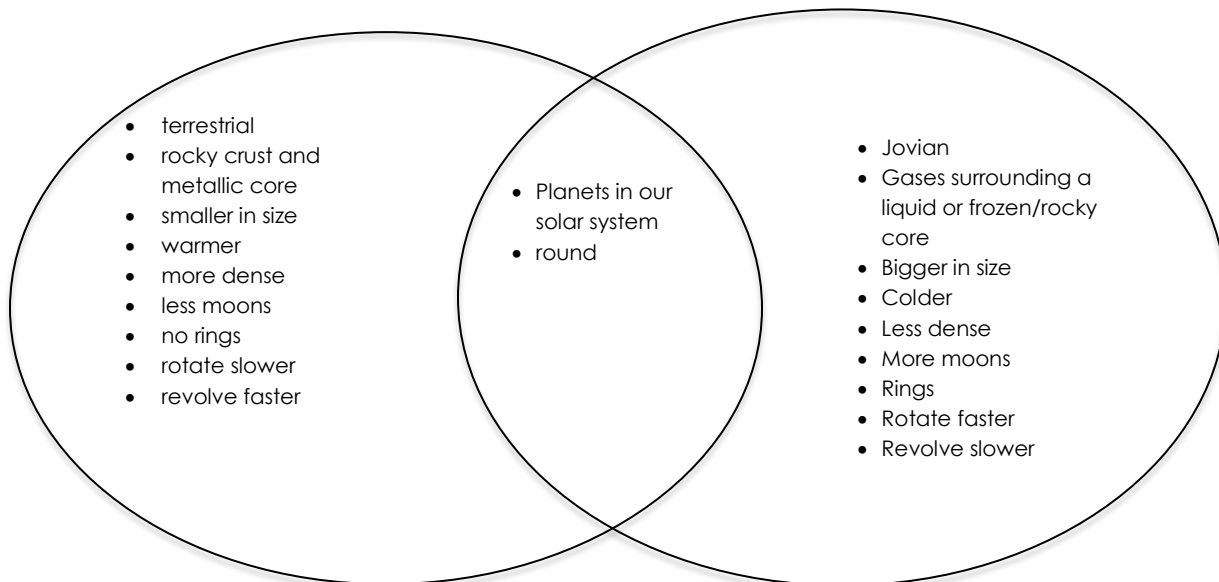 • terrestrial
• rocky crust and
metallic core
• smaller in size
• warmer
• more dense
• less moons
• no rings
• rotate slower
• revolve faster
• Planets in our
solar system
• round
• Jovian
• Gases surrounding a
liquid or frozen/rocky
core
• Bigger in size
• Colder
• Less dense
• More moons
• Rings
• Rotate faster
• Revolve slower